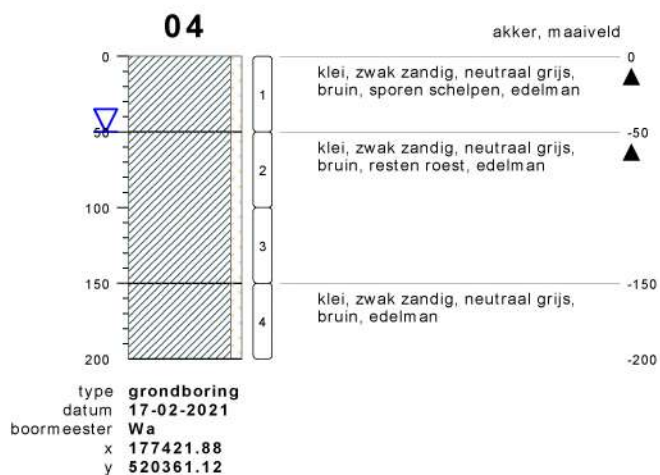 04
akker, maaiveld
0
50
100
150
200
1
2
3
4
klei, zwak zandig, neutraal grijs,
bruin, sporen schelpen, edelman
klei, zwak zandig, neutraal grijs,
bruin, resten roest, edelman
klei, zwak zandig, neutraal grijs,
bruin, edelman
0
-50
-150
-200
type grondboring
datum 17-02-2021
boormeester Wa
x 177421.88
y 520361.12